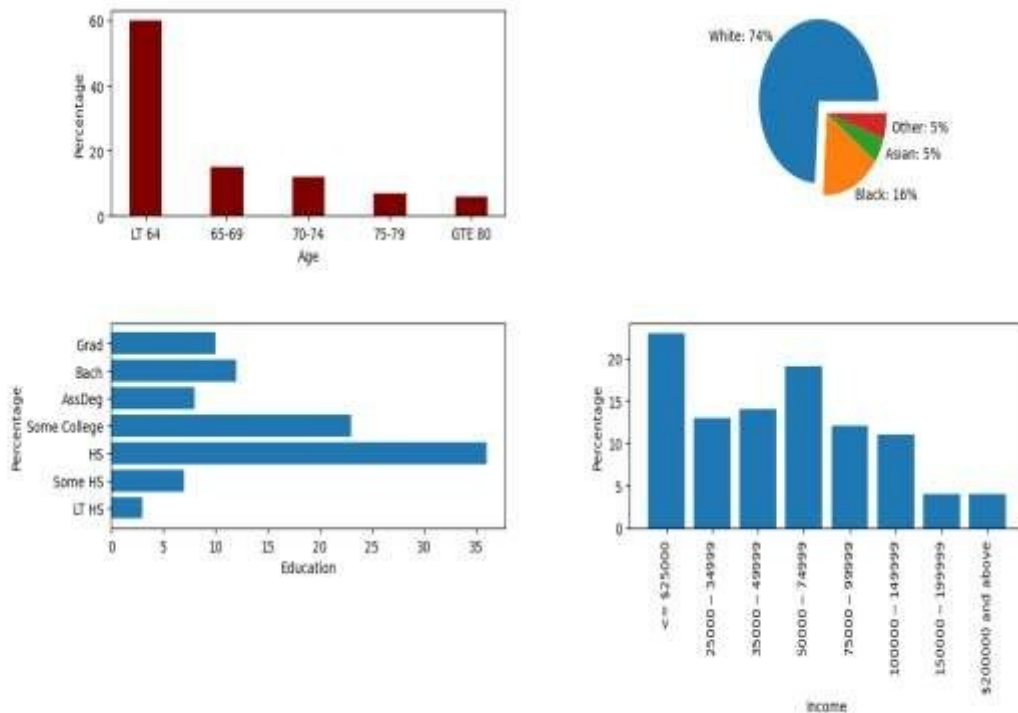 60
40
20
0
Percentage
LT 64 65-69 70-74 75-79 GTE 80
Age
White: 74%
Other: 5%
Asian: 5%
Black: 16%
Percentage
Grad
Bach
AssDeg
Some College
HS
Some HS
LT HS
0 5 10 15 20 25 30 35
Education
20
15
10
5
0
Percentage
<= $25000
25000 − 34999
35000 − 49999
50000 − 74999
75000 − 99999
100000 − 149999
150000 − 199999
$200000 and above
Income